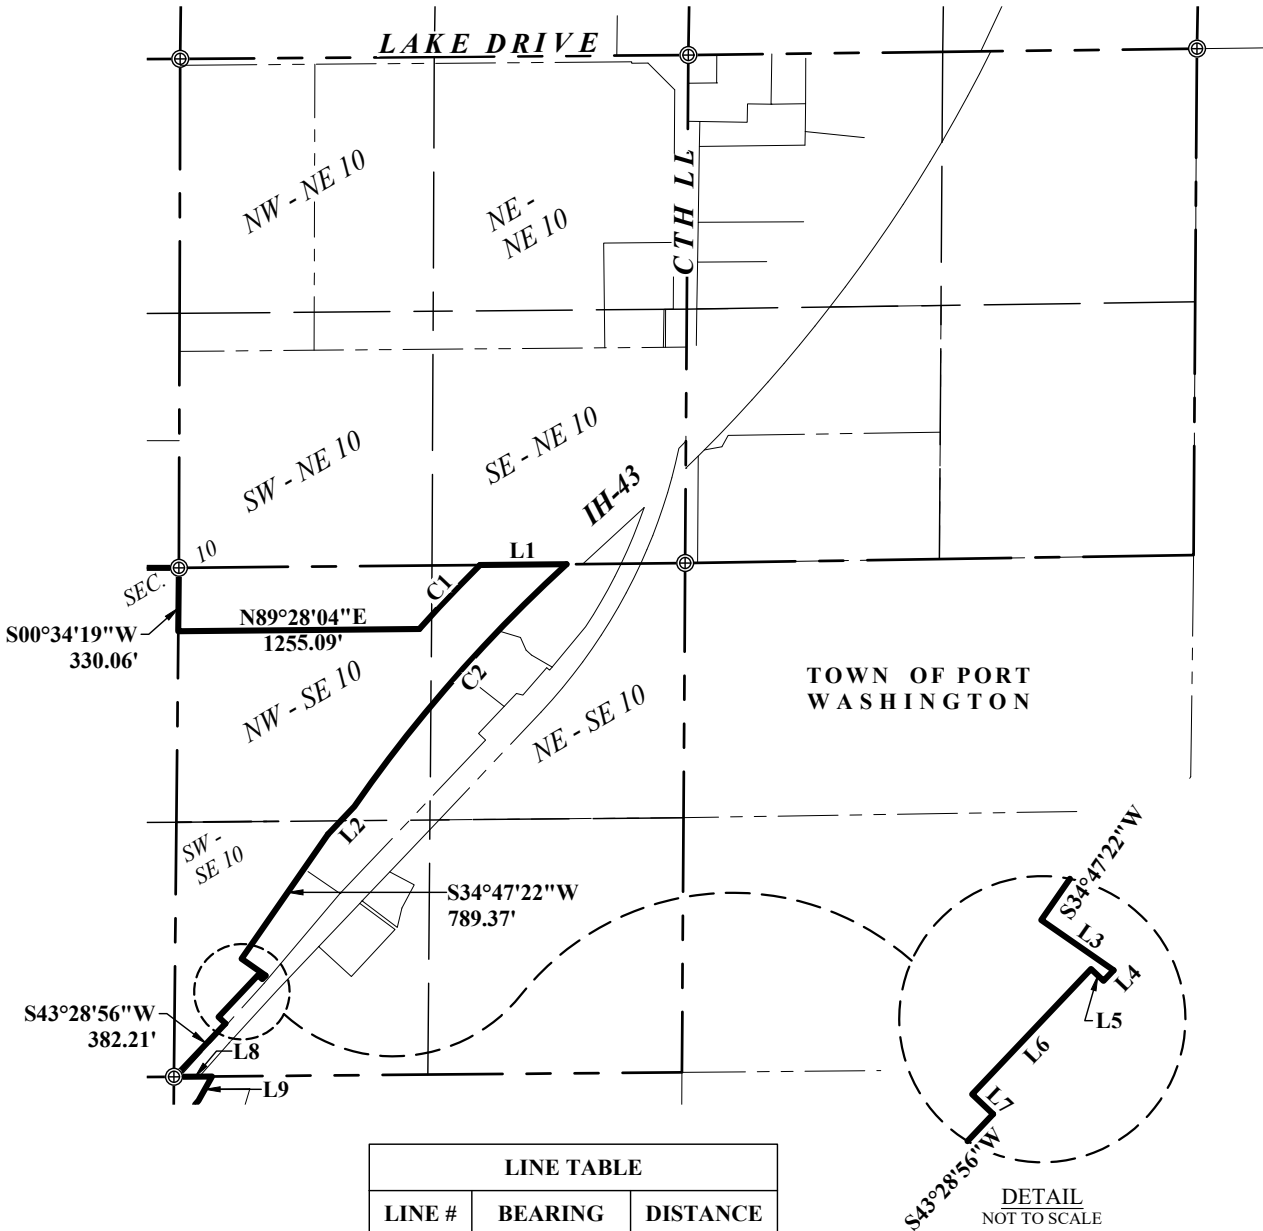 LAKE DRIVE
CTH LL
NW - NE 10
NE -
NE 10
SW - NE 10
SE - NE 10
IH-43
SEC. 10
L1
C1
S00°34'19"W
330.06'
N89°28'04"E
1255.09'
C2
NW - SE 10
NE - SE 10
TOWN OF PORT
WASHINGTON
L2
SW -
SE 10
S34°47'22"W
789.37'
S43°28'56"W
382.21'
L8
L9
S34°47'22"W
L3
L4
L5
L6
L7
S43°28'56"W
DETAIL
NOT TO SCALE
LINE TABLE
LINE # BEARING DISTANCE